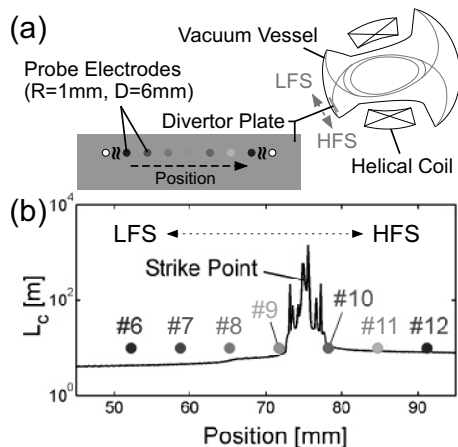 (a)
Vacuum Vessel
Probe Electrodes
(R=1mm, D=6mm)
LFS
Divertor Plate
HFS
Position
Helical Coil
(b)
LFS
HFS
Strike Point
#6
#7
#8
#9
#10
#11
#12
L_C [m]
10^4
10^2
10^0
50
60
70
80
90
Position [mm]